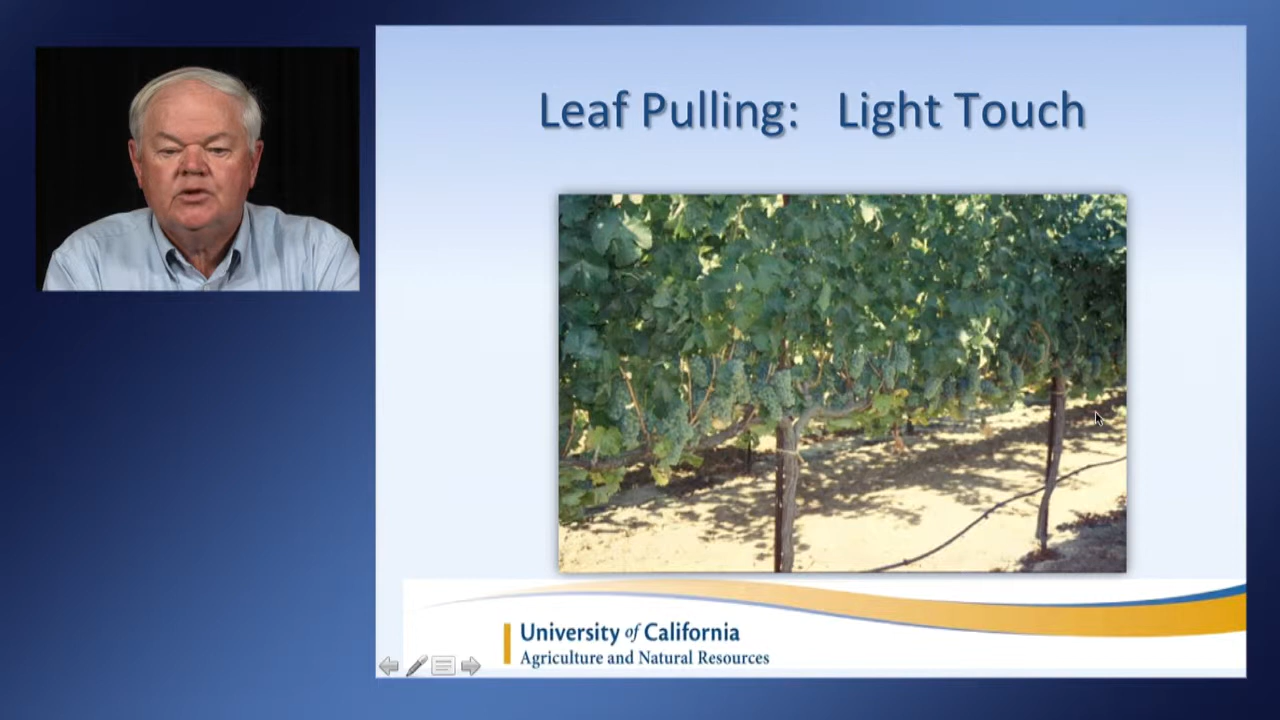 Leaf Pulling: Light Touch
University of California
Agriculture and Natural Resources